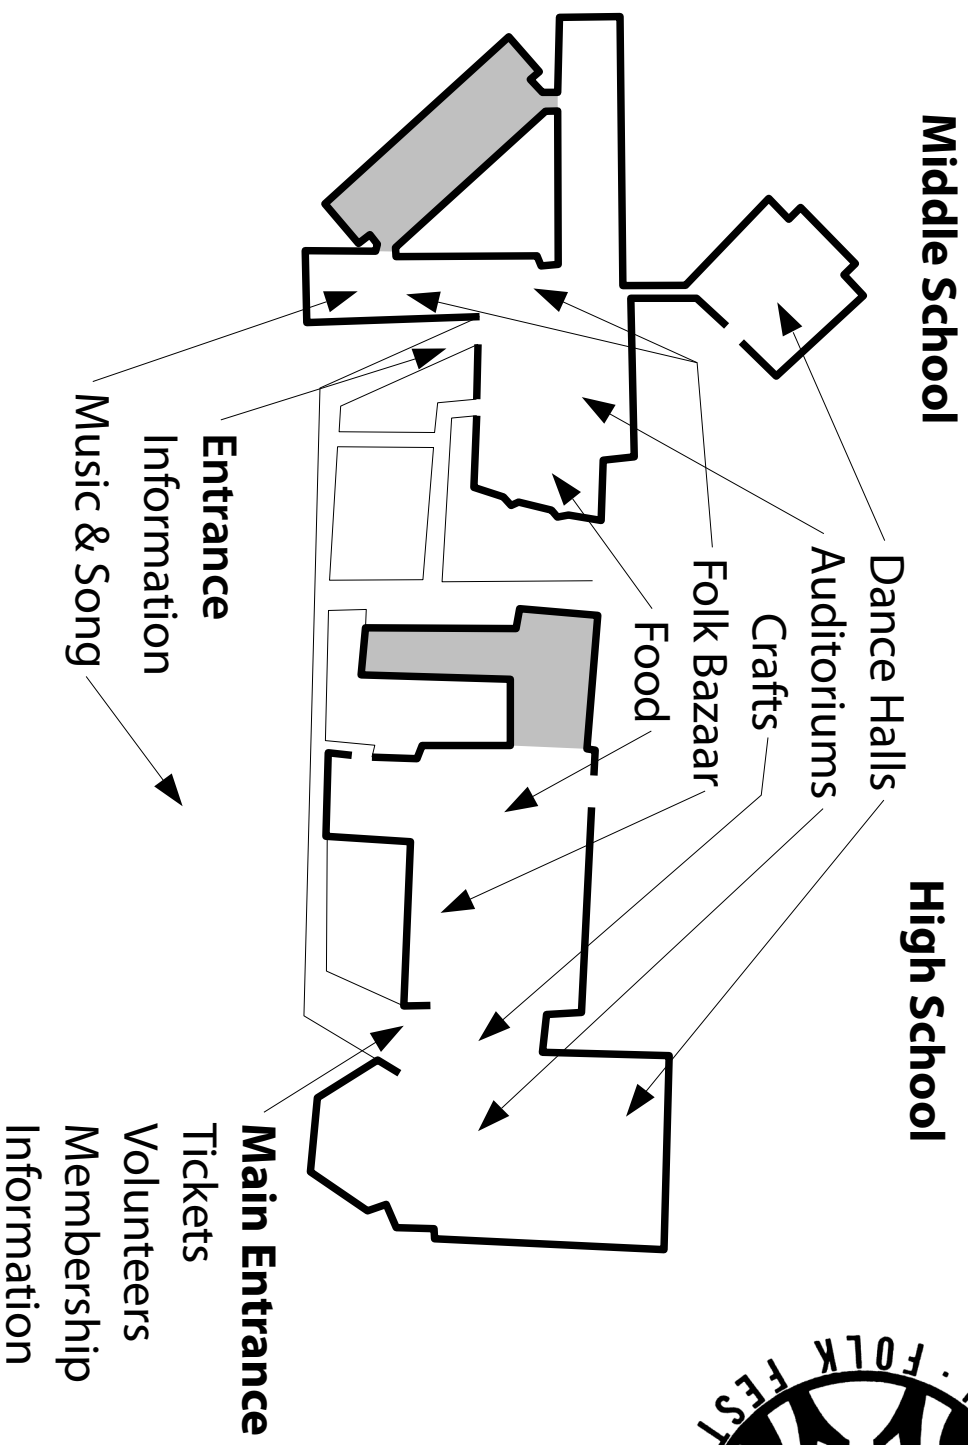 Middle School
High School
Dance Halls
Auditoriums
Crafts
Folk Bazaar
Food
Entrance
Information
Music & Song
Main Entrance
Tickets
Volunteers
Membership
Information
· FOLK FEST